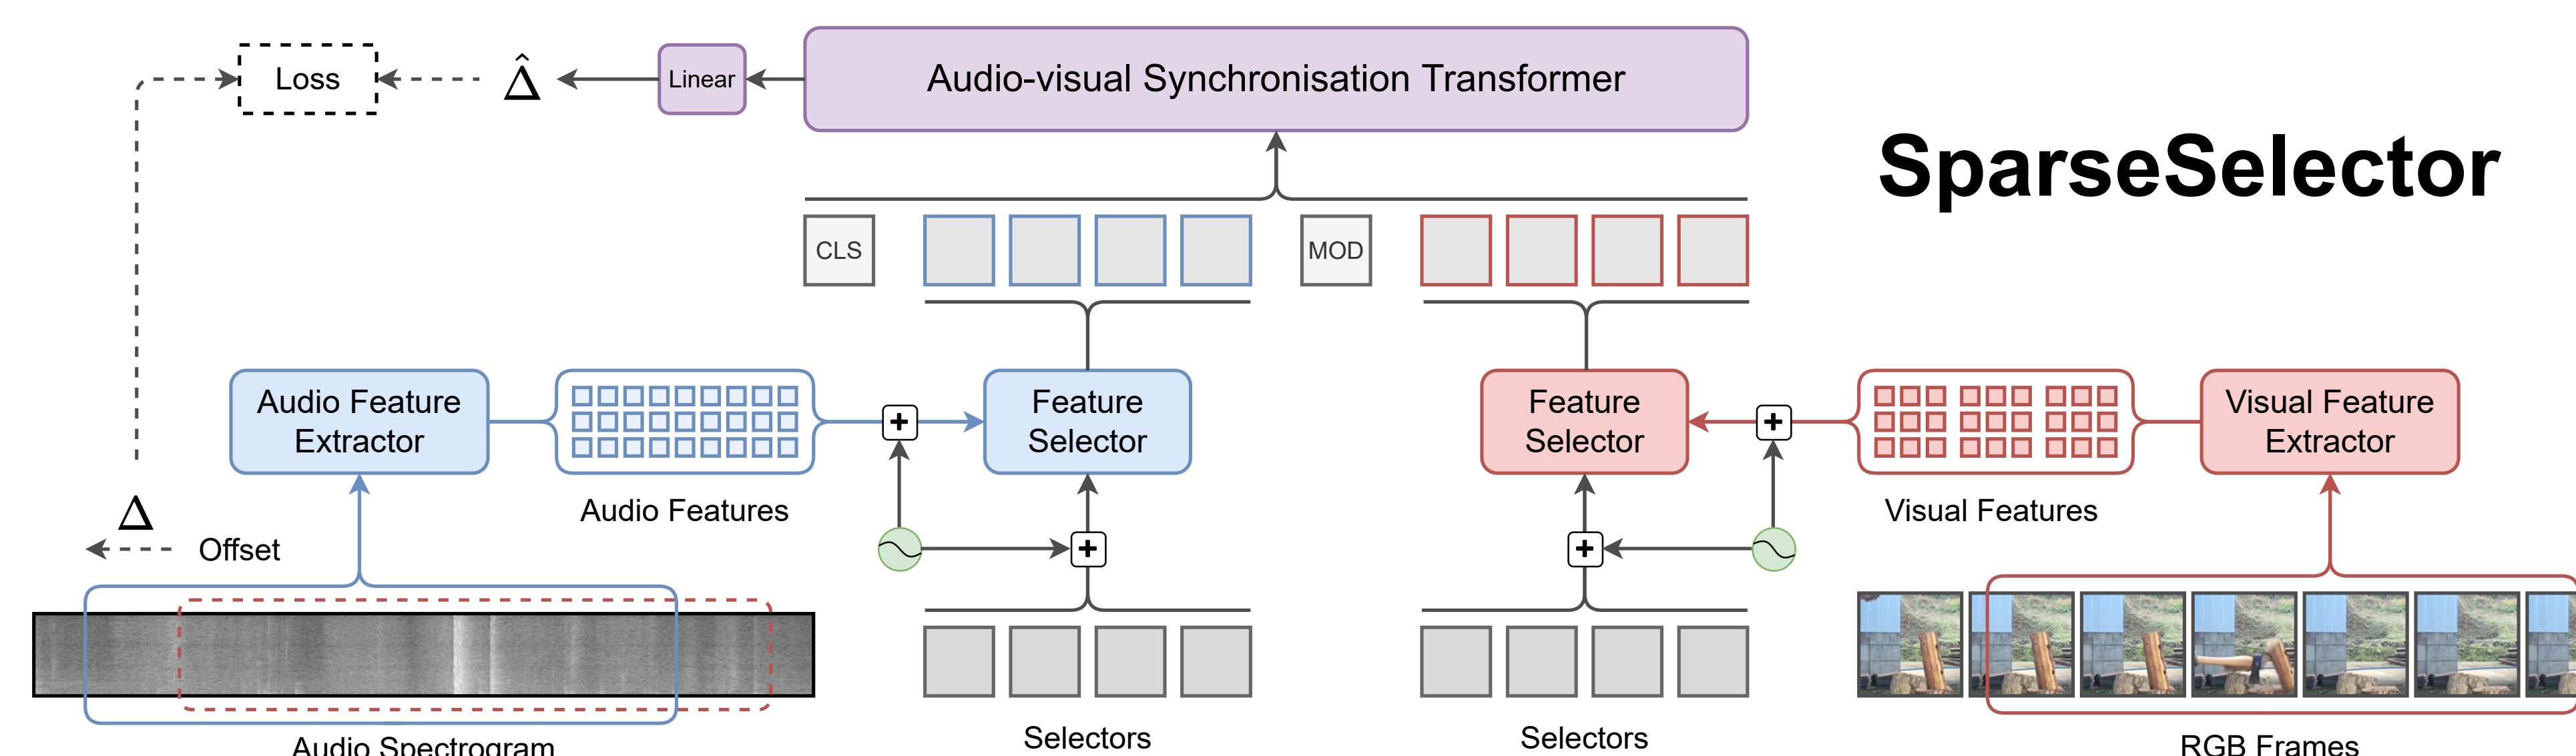 Loss
Δ̂
Linear
Audio-visual Synchronisation Transformer
SparseSelector
CLS
MOD
Audio Feature
Extractor
Feature
Selector
Feature
Selector
Visual Feature
Extractor
Audio Features
Visual Features
Δ
Offset
Selectors
Selectors
Audio Spectrogram
RGB Frames